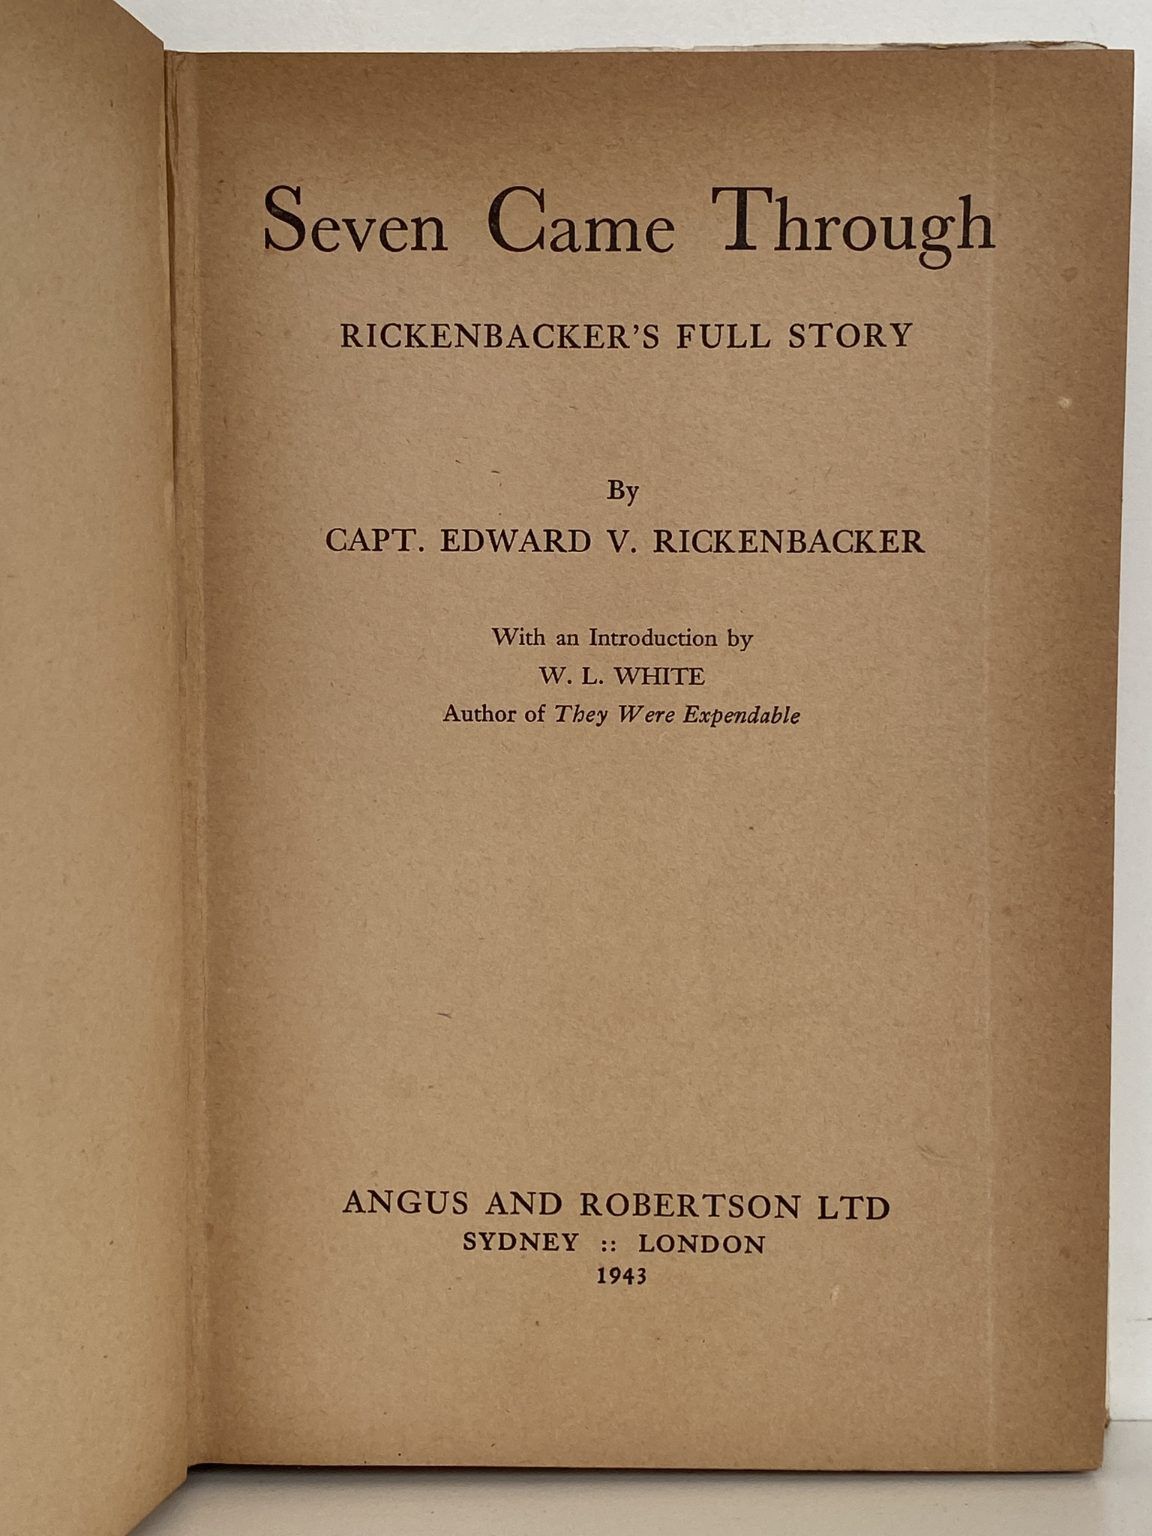 Seven Came Through
RICKENBACKER'S FULL STORY
By
CAPT. EDWARD V. RICKENBACKER
With an Introduction by
W. L. WHITE
Author of They Were Expendable
ANGUS AND ROBERTSON LTD
SYDNEY :: LONDON
1943